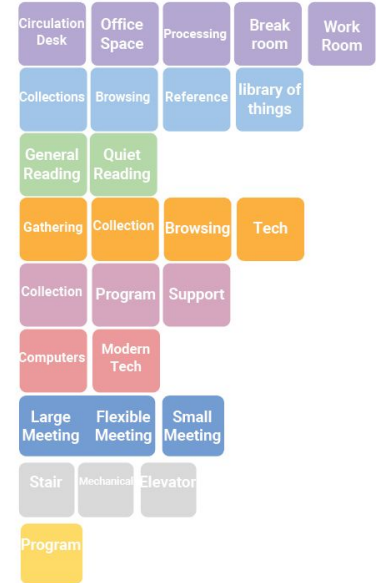 Circulation Desk
Office Space
Processing
Break room
Work Room
Collections
Browsing
Reference
library of things
General Reading
Quiet Reading
Gathering
Collection
Browsing
Tech
Collection
Program
Support
Computers
Modern Tech
Large Meeting
Flexible Meeting
Small Meeting
Stair
Mechanical
Elevator
Program